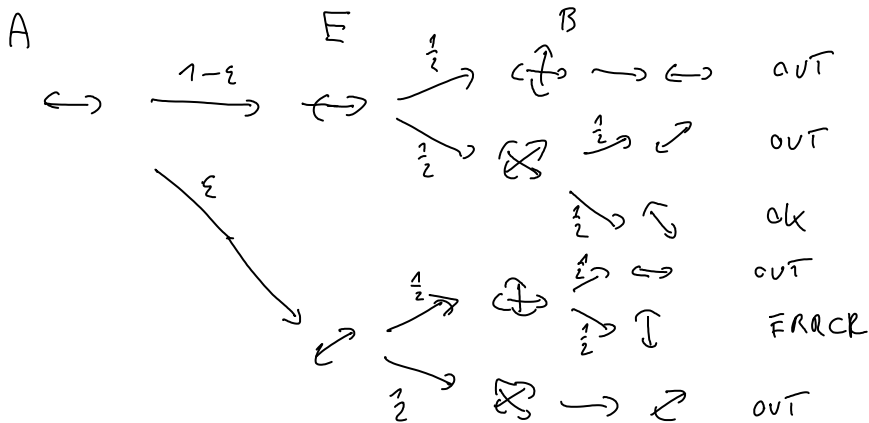 A E B
1-ε 1/2 OUT
1/2 1/2 OUT
1/2 OK
ε 1/2 1/2 OUT
1/2 ERROR
1/2 OUT